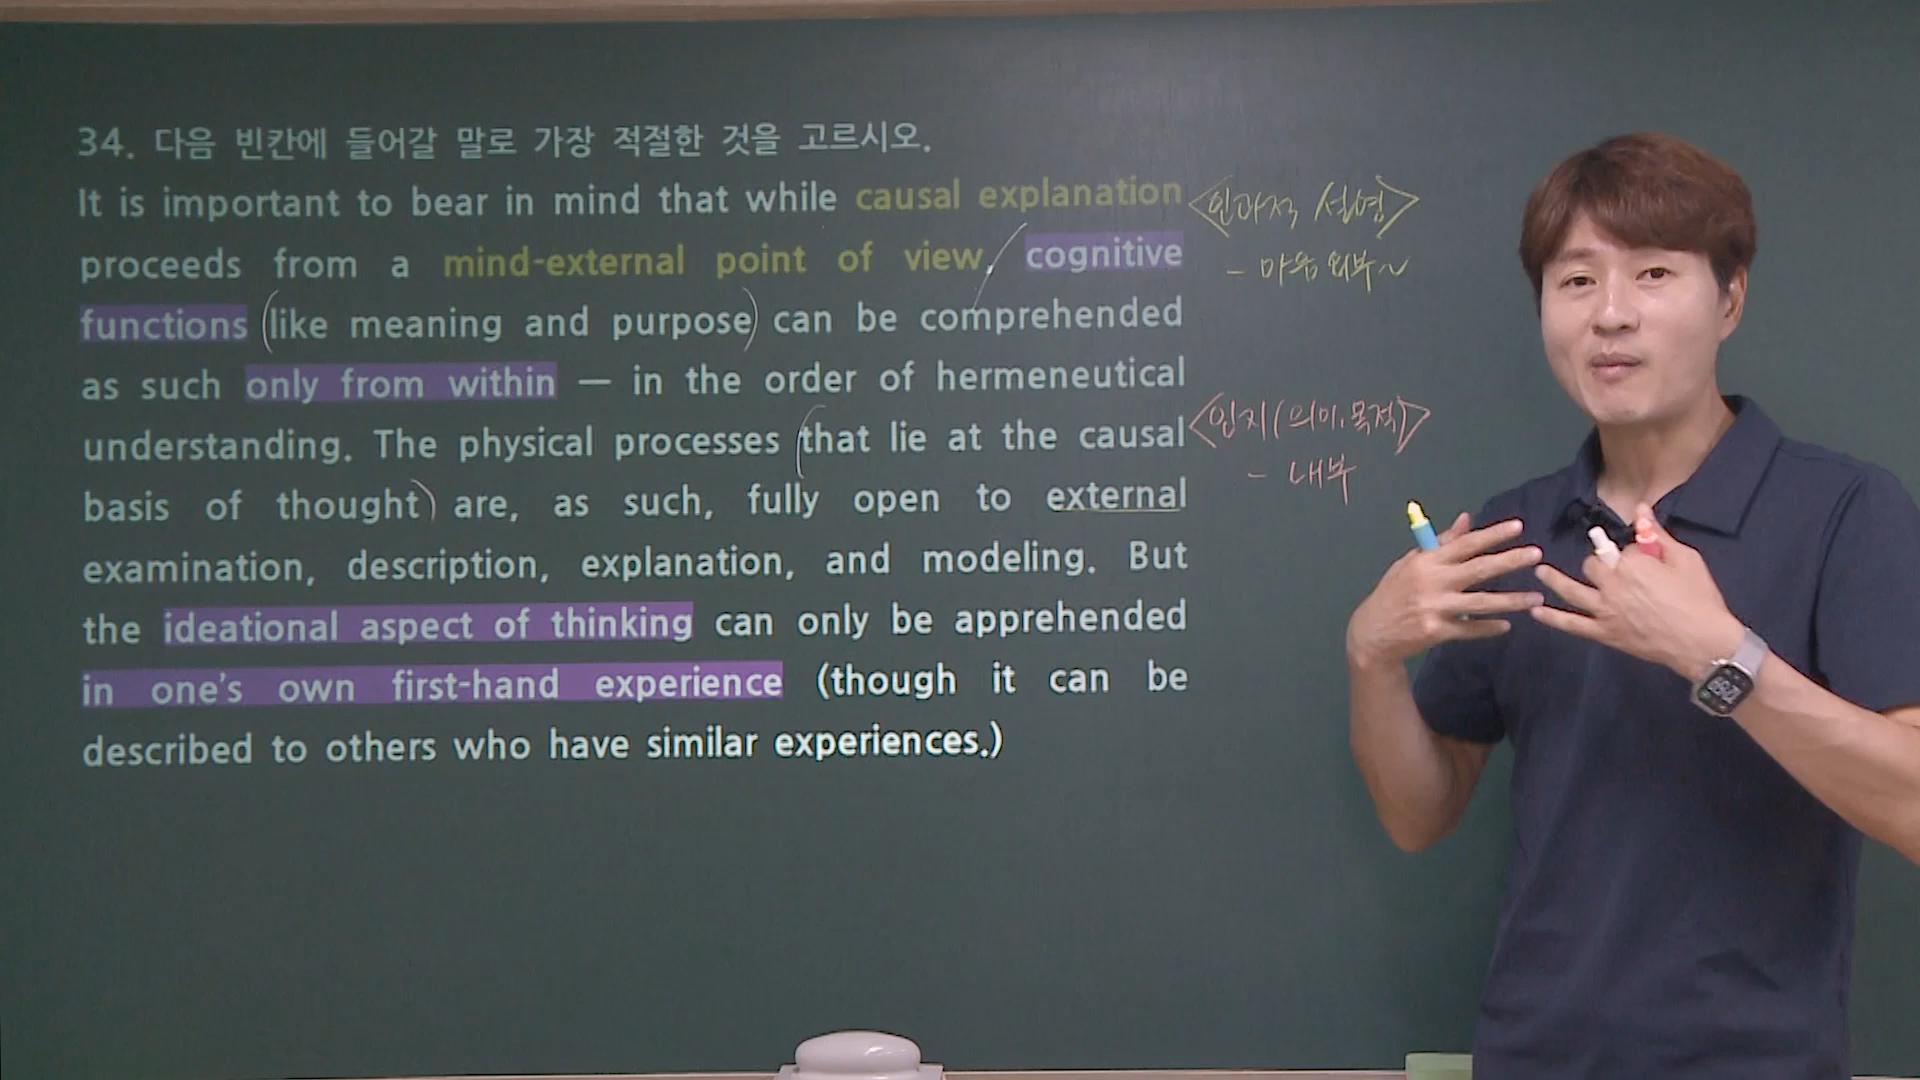 34. 다음 빈칸에 들어갈 말로 가장 적절한 것을 고르시오.
It is important to bear in mind that while causal explanation
proceeds from a mind-external point of view, cognitive
functions (like meaning and purpose) can be comprehended
as such only from within — in the order of hermeneutical
understanding. The physical processes that lie at the causal
basis of thought are, as such, fully open to external
examination, description, explanation, and modeling. But
the ideational aspect of thinking can only be apprehended
in one's own first-hand experience (though it can be
described to others who have similar experiences.)
<인과적 설명>
- 마음 외부~
<인지(의미, 목적)>
- 내부